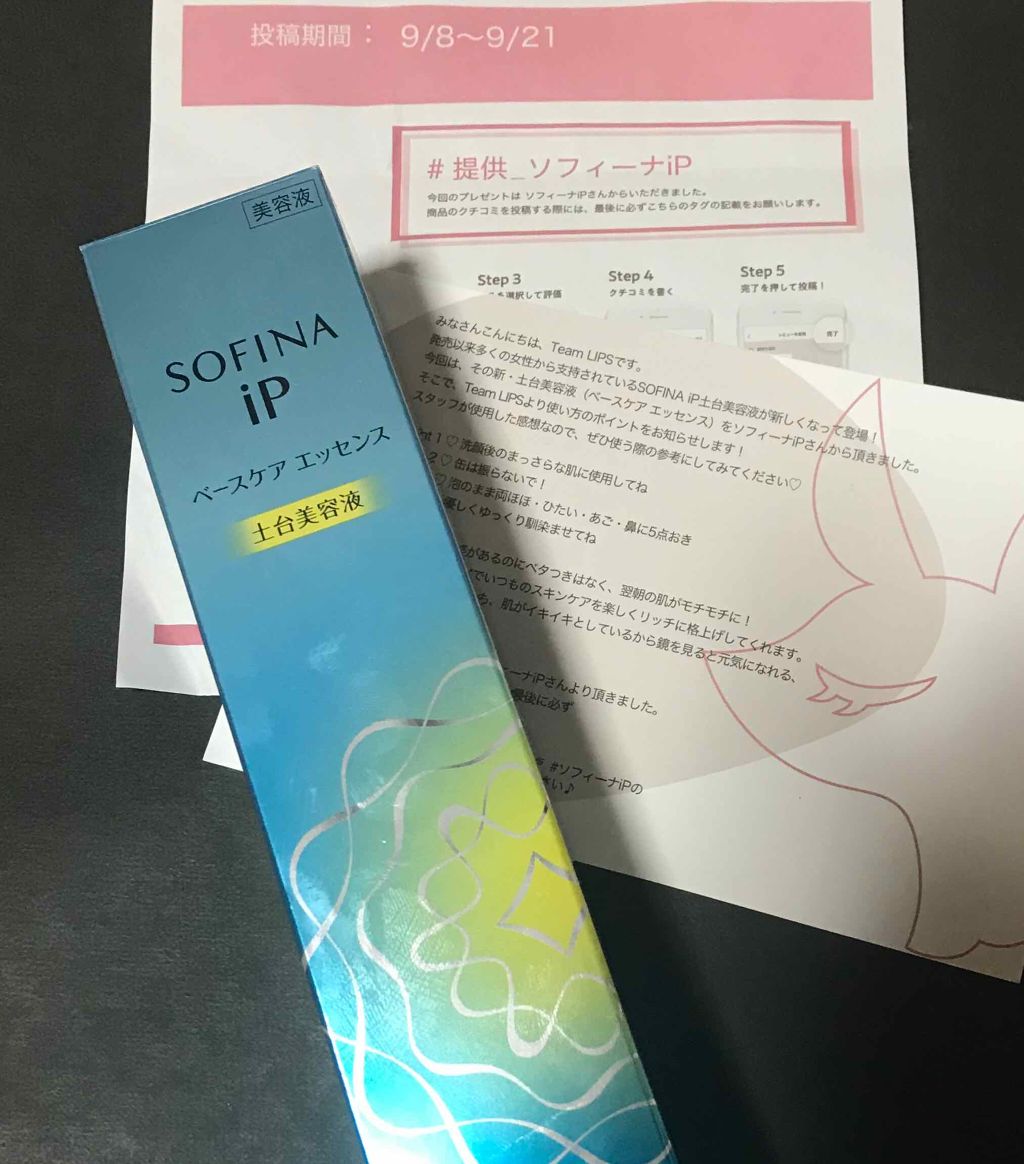 投稿期間： 9/8〜9/21
# 提供_ソフィーナiP
今回のプレゼントは ソフィーナiPさんからいただきました。
商品のクチコミを投稿する際には、最後に必ずこちらのタグの記載をお願いします。
Step 3
を選択して評価
Step 4
クチコミを書く
Step 5
完了を押して投稿！
完了
美容液
SOFINA
iP
ベースケア エッセンス
土台美容液
みなさんこんにちは、Team LIPSです。
発売以来多くの女性から支持されているSOFINA iP土台美容液が新しくなって登場！
今回は、その新・土台美容液（ベースケア エッセンス）をソフィーナiPさんから頂きました。
そこで、Team LIPSより使い方のポイントをお知らせします！
スタッフが使用した感想なので、ぜひ使う際の参考にしてみてください♡
1 ♡ 洗顔後のまっさらな肌に使用してね
2 ♡ 缶は振らないで！
♡ 泡のまま両ほほ・ひたい・あご・鼻に5点おき
優しくゆっくり馴染ませてね
があるのにベタつきはなく、翌朝の肌がモチモチに！
でいつものスキンケアを楽しくリッチに格上げしてくれます。
肌がイキイキとしているから鏡を見ると元気になれる、
ーナiPさんより頂きました。
最後に必ず
#ソフィーナiPの
さい♪